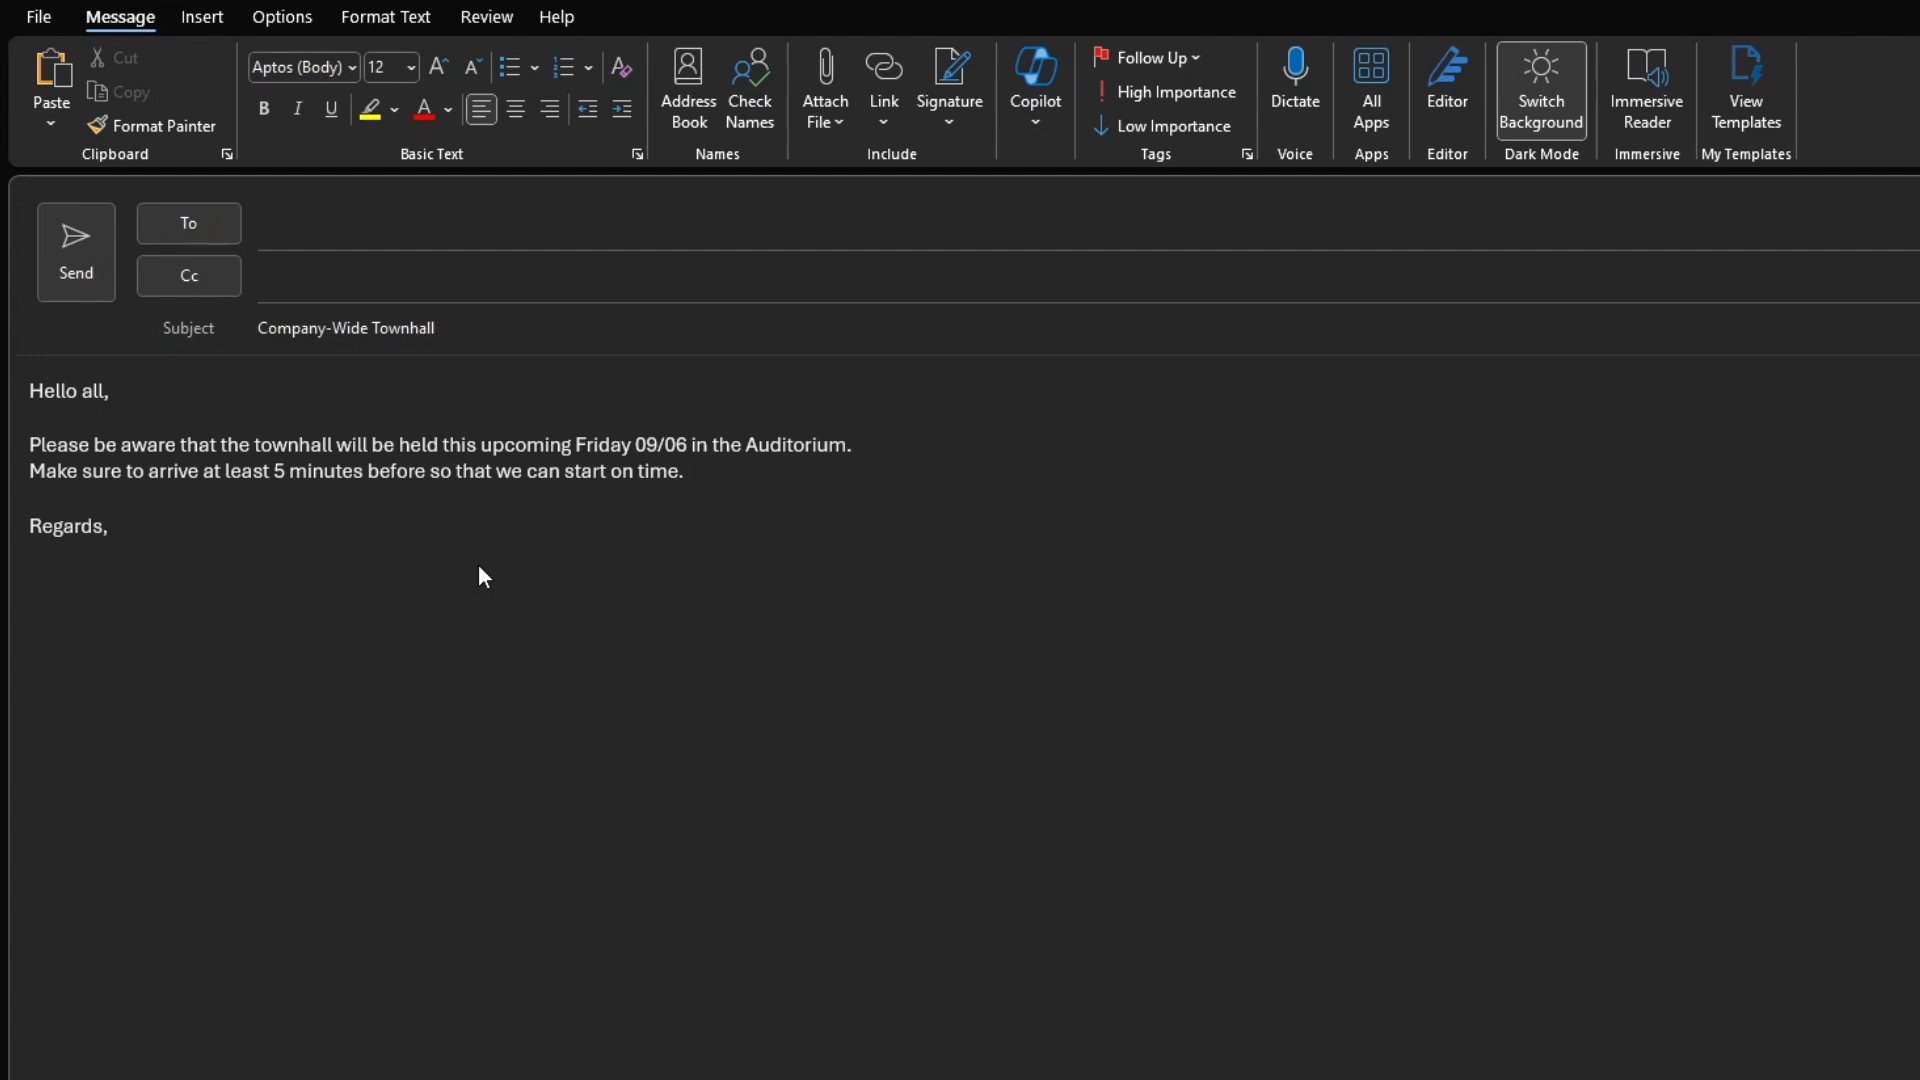 File Message Insert Options Format Text Review Help
Paste
Cut
Copy
Format Painter
Clipboard
Aptos (Body) 12
B I U
Basic Text
Address Book
Check Names
Names
Attach File
Link
Signature
Include
Copilot
Follow Up
High Importance
Low Importance
Tags
Dictate
Voice
All Apps
Apps
Editor
Editor
Switch Background
Dark Mode
Immersive Reader
Immersive
View Templates
My Templates
Send
To
Cc
Subject Company-Wide Townhall
Hello all,
Please be aware that the townhall will be held this upcoming Friday 09/06 in the Auditorium.
Make sure to arrive at least 5 minutes before so that we can start on time.
Regards,